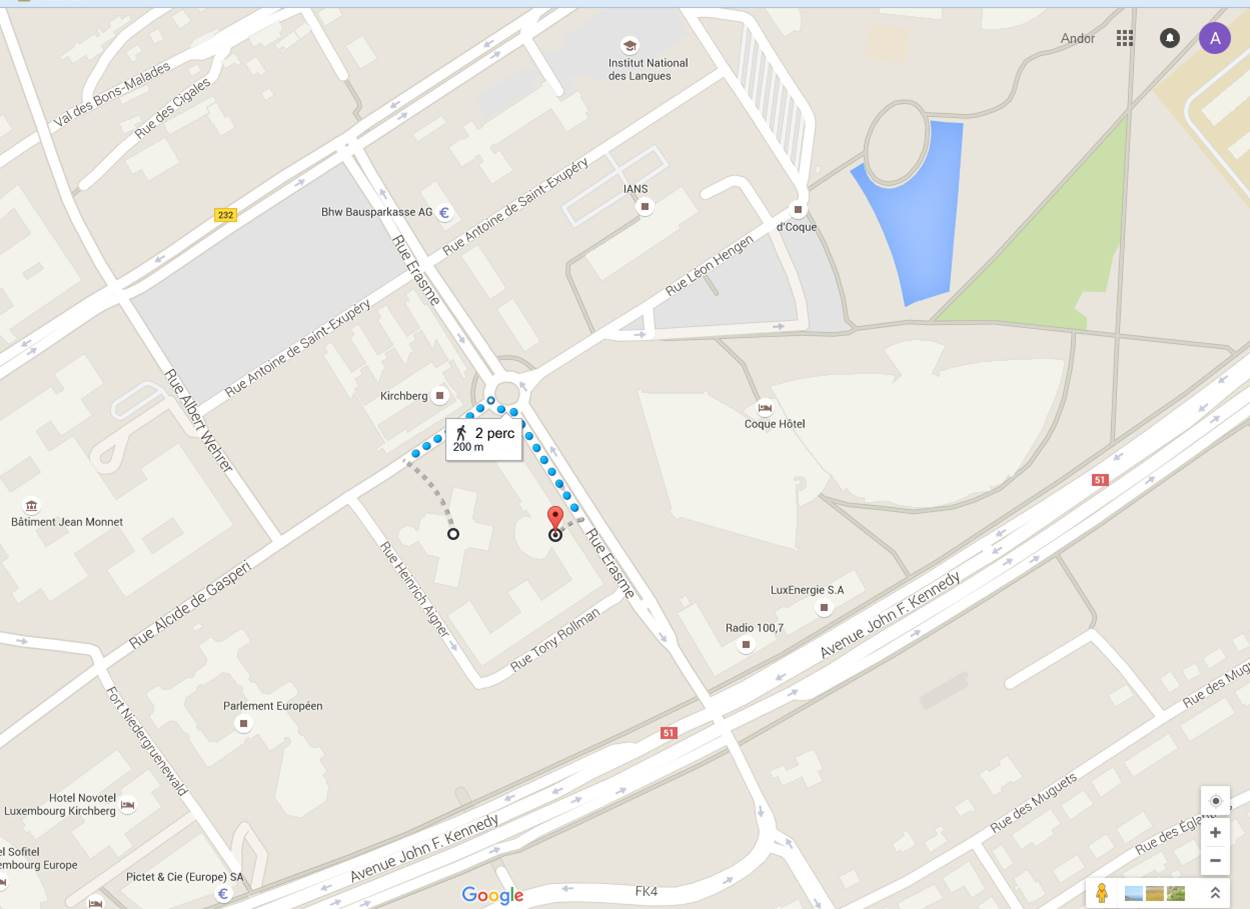 Andor
A
Institut National
des Langues
Val des Bons-Malades
Rue des Cigales
IANS
232
Bhw Bausparkasse AG
€
Rue Antoine de Saint-Exupéry
Rue Erasme
d'Coque
Rue Léon Hengen
Rue Antoine de Saint-Exupéry
Rue Albert Wehrer
Kirchberg
2 perc
200 m
Coque Hôtel
51
Bâtiment Jean Monnet
Rue Erasme
Rue Heinrich Aigner
Rue Alcide de Gasperi
LuxEnergie S.A
Avenue John F. Kennedy
Radio 100,7
Rue Tony Rollman
Parlement Européen
Rue des Mugu
51
Fort Niedergruenewald
Hotel Novotel
Luxembourg Kirchberg
Rue des Muguets
Rue des Églan
Avenue John F. Kennedy
el Sofitel
embourg Europe
Pictet & Cie (Europe) SA
€
Google
FK4